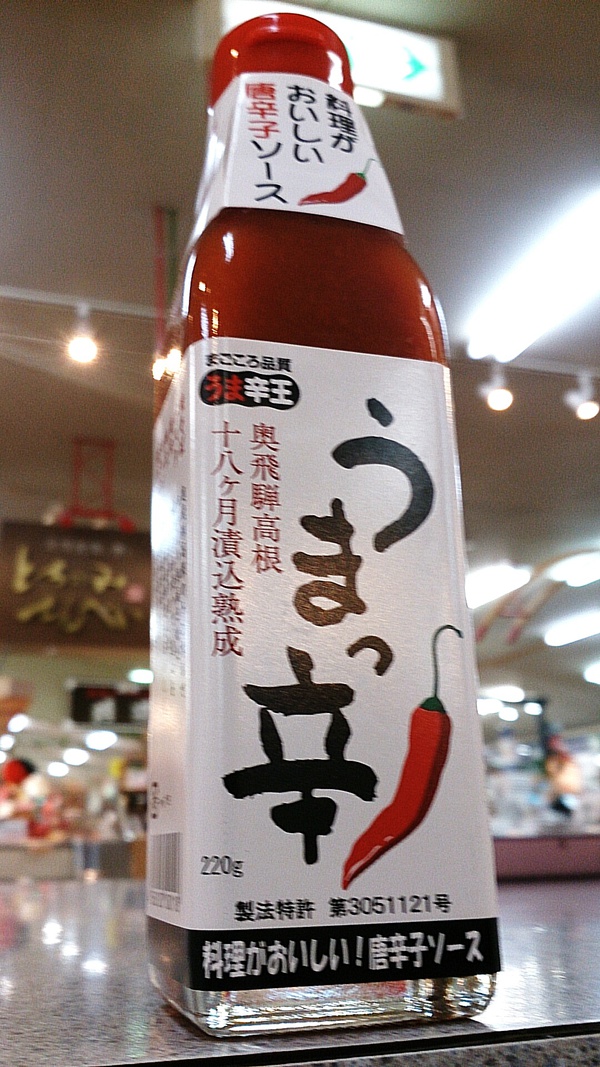 料理が
おいしい
唐辛子ソース
まごころ品質
うま辛王
奥飛騨高根
十八ヶ月漬込熟成
うまっ辛
220g
製法特許 第3051121号
料理がおいしい!唐辛子ソース